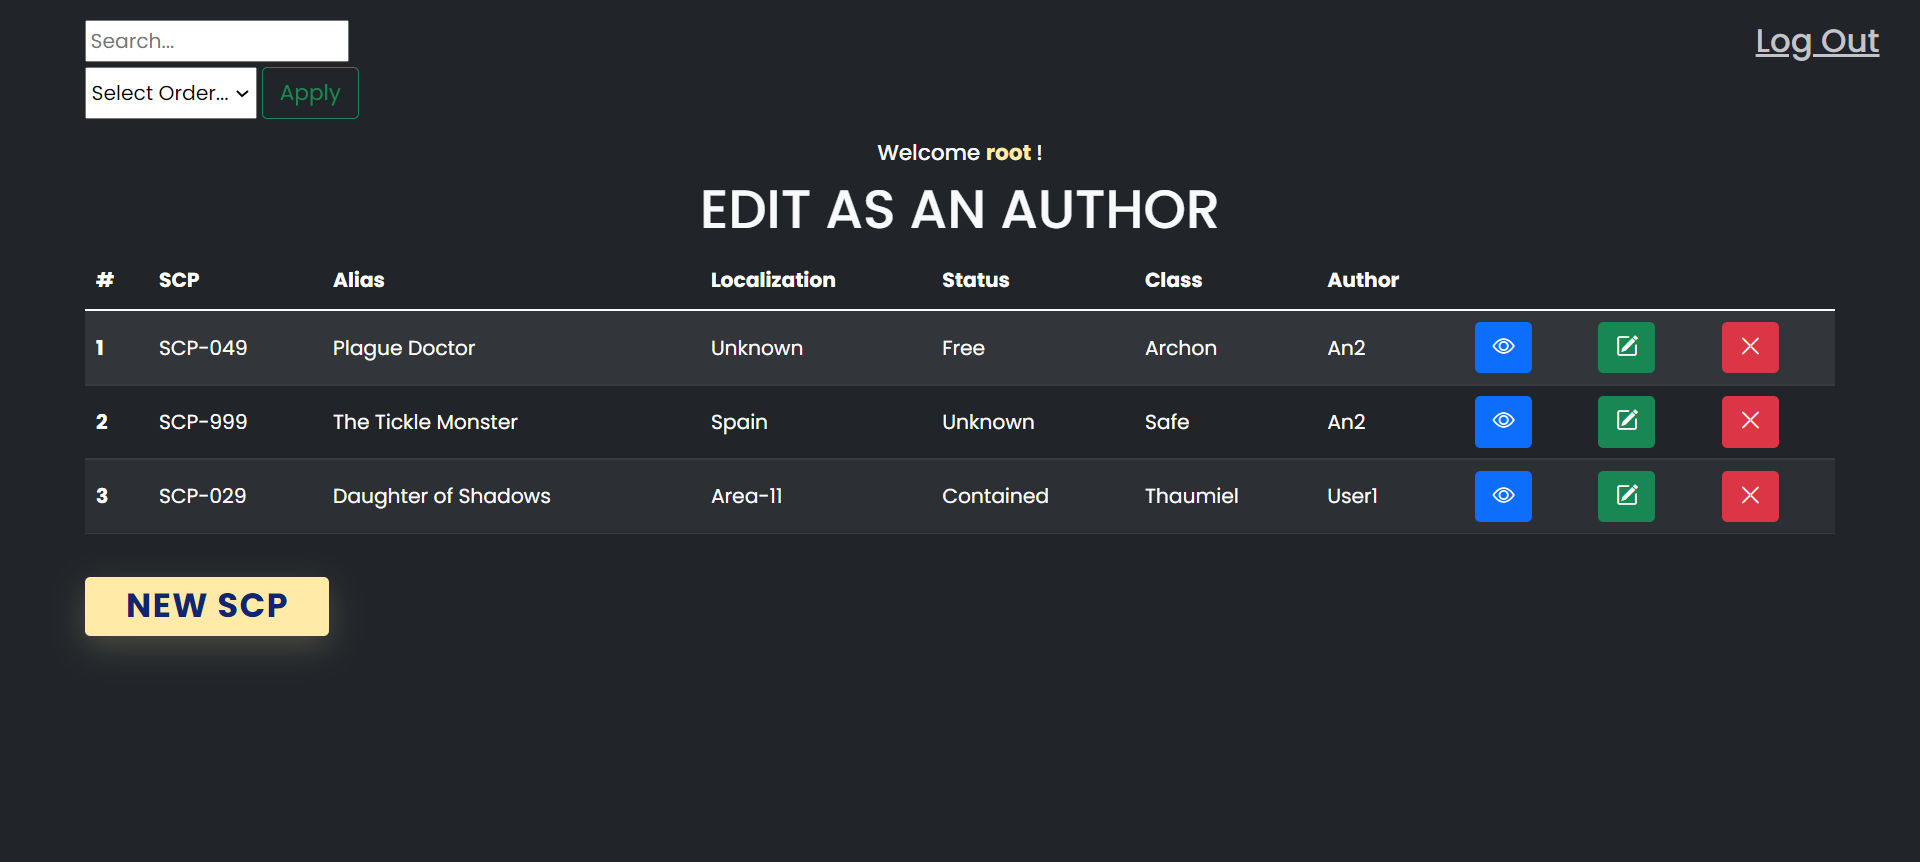 Search...
Log Out
Select Order... Apply
Welcome root !
EDIT AS AN AUTHOR
# SCP Alias Localization Status Class Author
1 SCP-049 Plague Doctor Unknown Free Archon An2
2 SCP-999 The Tickle Monster Spain Unknown Safe An2
3 SCP-029 Daughter of Shadows Area-11 Contained Thaumiel User1
NEW SCP